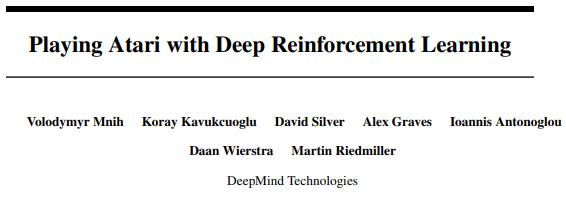 Playing Atari with Deep Reinforcement Learning
Volodymyr Mnih Koray Kavukcuoglu David Silver Alex Graves Ioannis Antonoglou
Daan Wierstra Martin Riedmiller
DeepMind Technologies